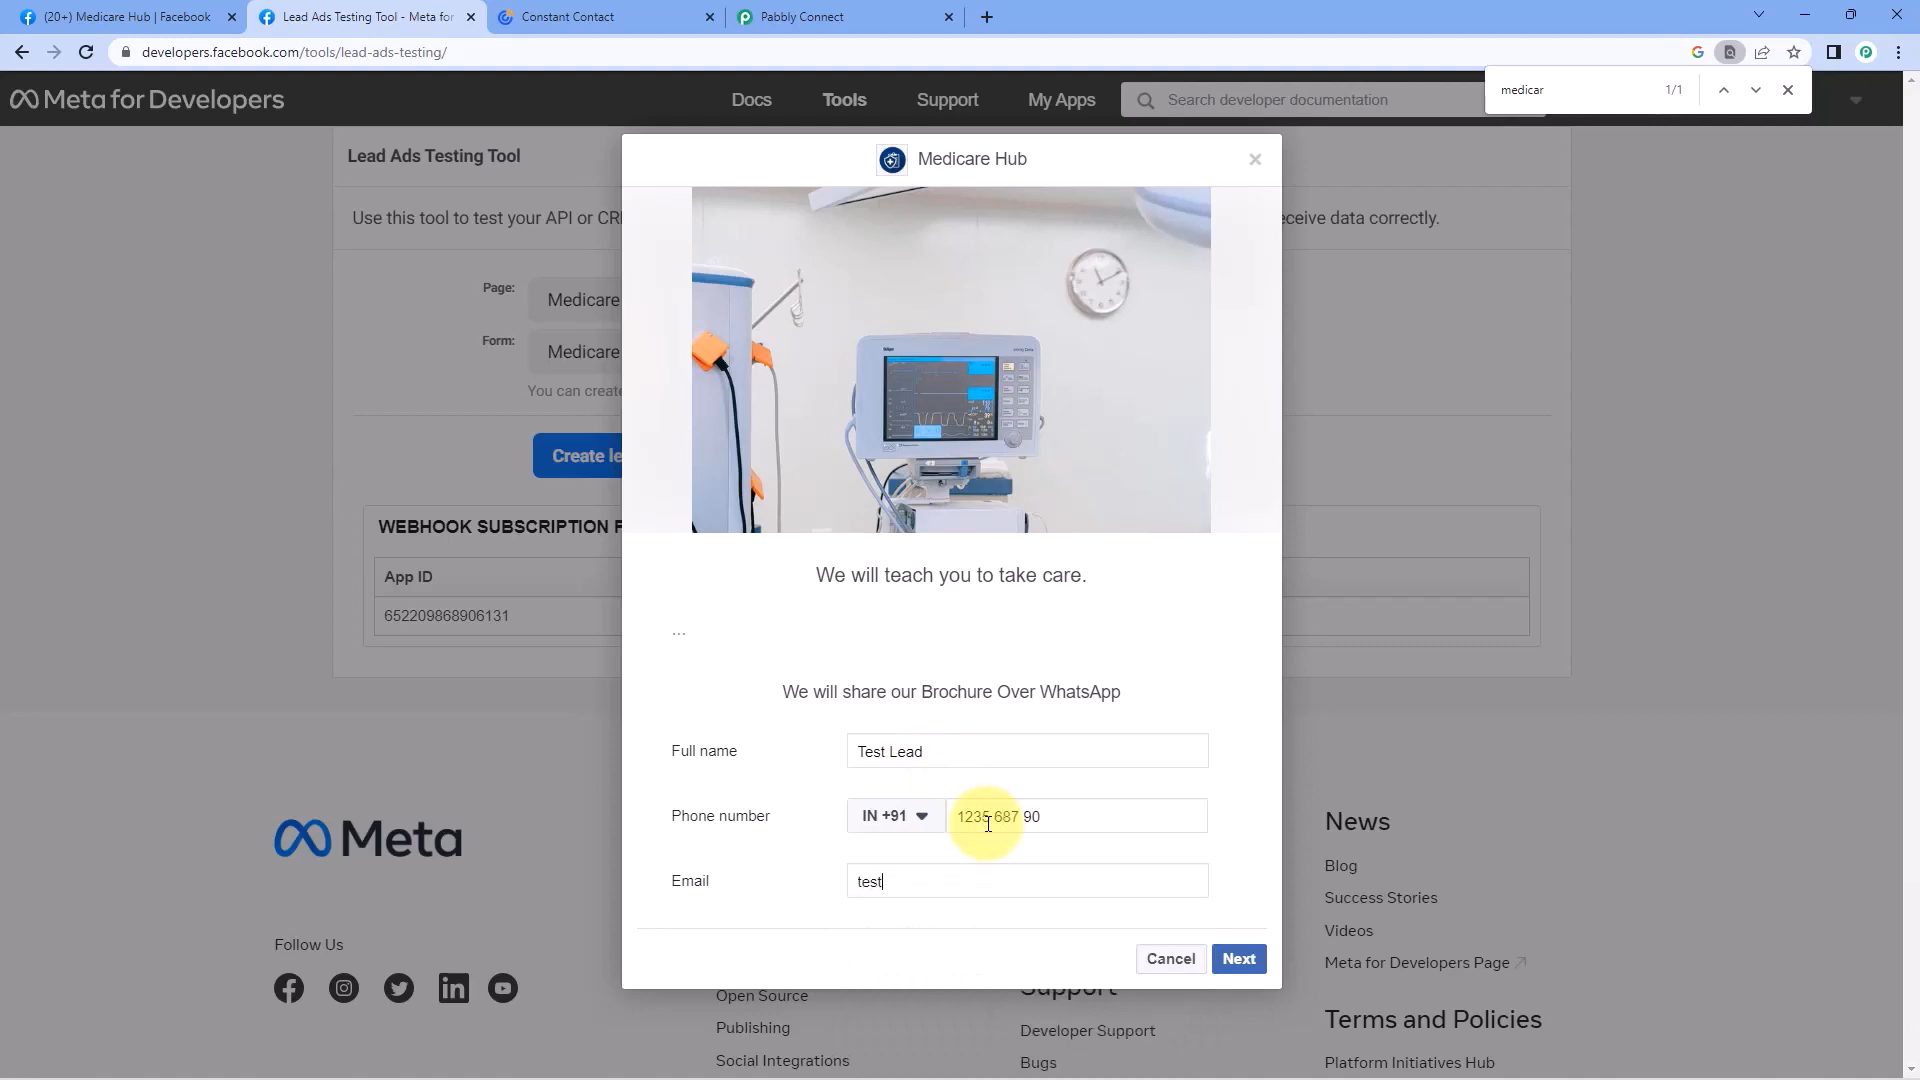 (20+) Medicare Hub | Facebook
Lead Ads Testing Tool - Meta for
Constant Contact
Pabbly Connect
developers.facebook.com/tools/lead-ads-testing/
medicar
1/1
Meta for Developers
Docs
Tools
Support
My Apps
Search developer documentation
Lead Ads Testing Tool
Medicare Hub
Use this tool to test your API or CR
eceive data correctly.
Page:
Medicare
Form:
Medicare
You can create
Create le
WEBHOOK SUBSCRIPTION F
App ID
652209868906131
We will teach you to take care.
...
We will share our Brochure Over WhatsApp
Full name
Test Lead
Phone number
IN +91
1235 687 90
Email
test
Cancel
Next
Meta
Follow Us
Open Source
Publishing
Social Integrations
Support
Developer Support
Bugs
News
Blog
Success Stories
Videos
Meta for Developers Page
Terms and Policies
Platform Initiatives Hub